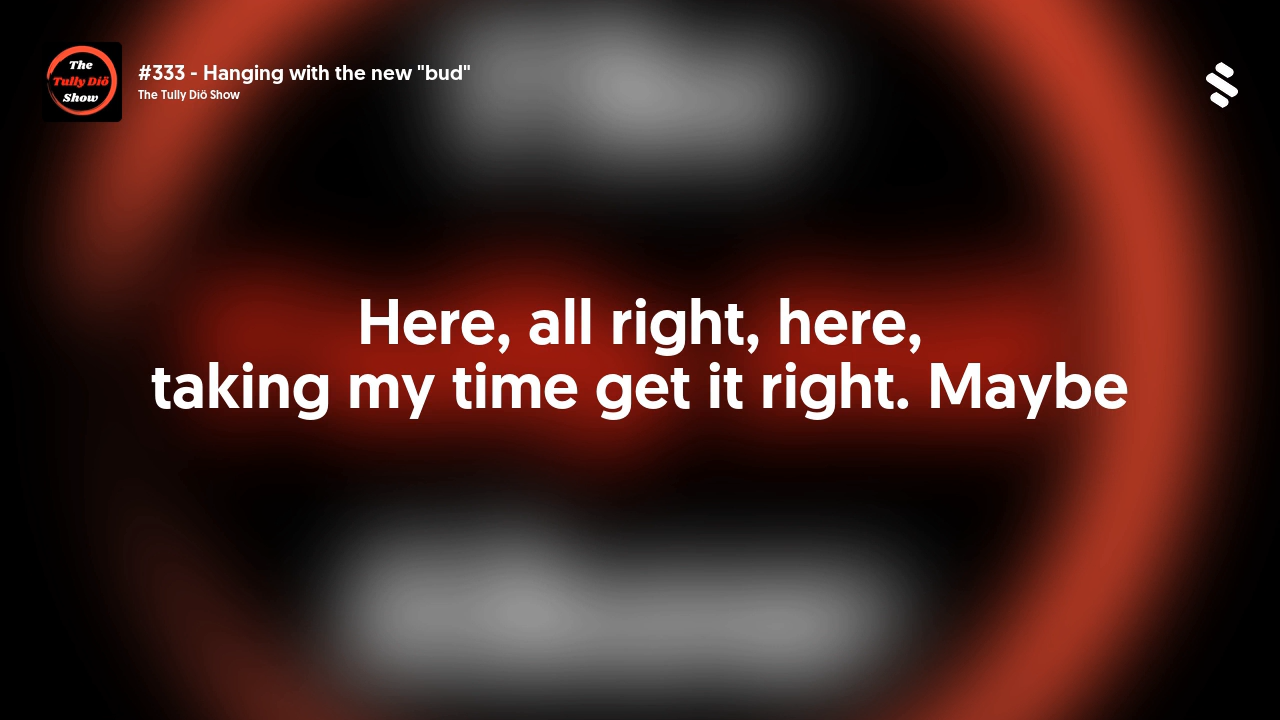 The
Tully Diö
Show
#333 - Hanging with the new "bud"
The Tully Diö Show
Here, all right, here,
taking my time get it right. Maybe